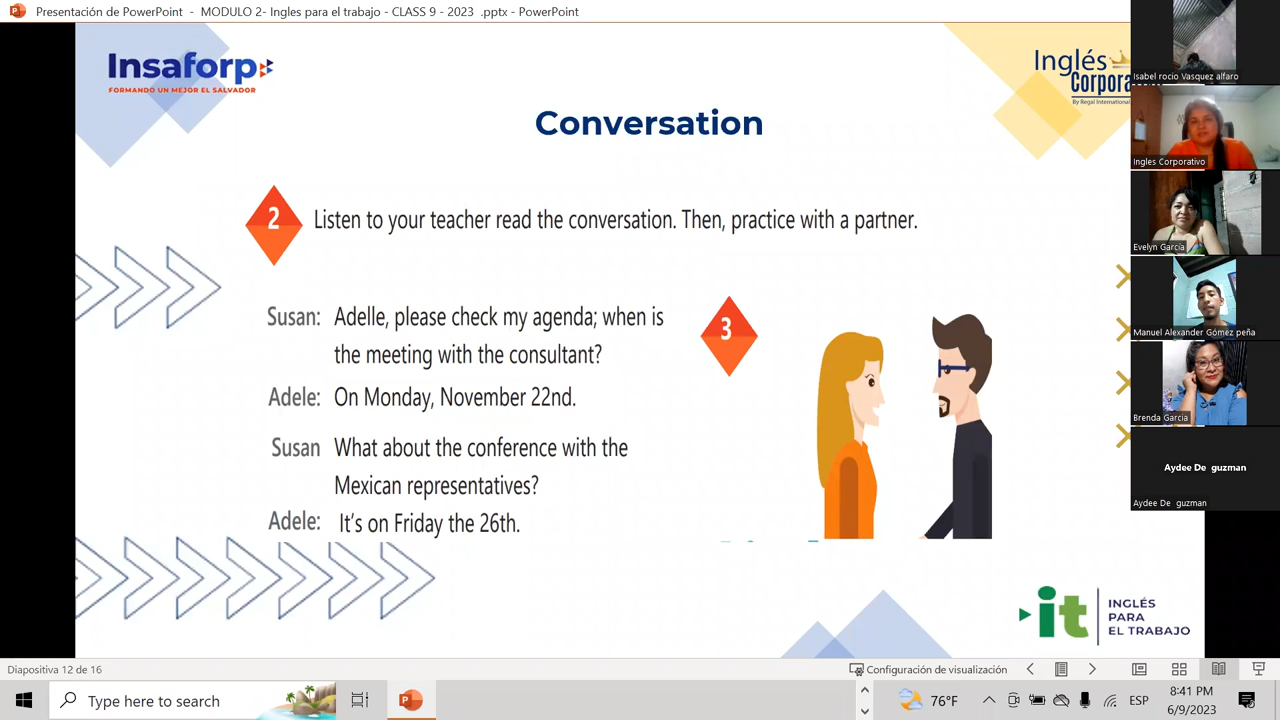 Presentación de PowerPoint - MODULO 2- Ingles para el trabajo - CLASS 9 - 2023 .pptx - PowerPoint
Insaforp
FORMANDO UN MEJOR EL SALVADOR
Inglés
Corpora
By Regal International
Conversation
2 Listen to your teacher read the conversation. Then, practice with a partner.
Susan: Adelle, please check my agenda; when is
the meeting with the consultant?
Adele: On Monday, November 22nd.
Susan What about the conference with the
Mexican representatives?
Adele: It's on Friday the 26th.
3
it INGLÉS
PARA
EL TRABAJO
Isabel rocio Vasquez alfaro
Ingles Corporativo
Evelyn García
Manuel Alexander Gómez peña
Brenda Garcia
Aydee De guzman
Aydee De guzman
Diapositiva 12 de 16
Configuración de visualización
Type here to search
76°F
ESP
8:41 PM
6/9/2023